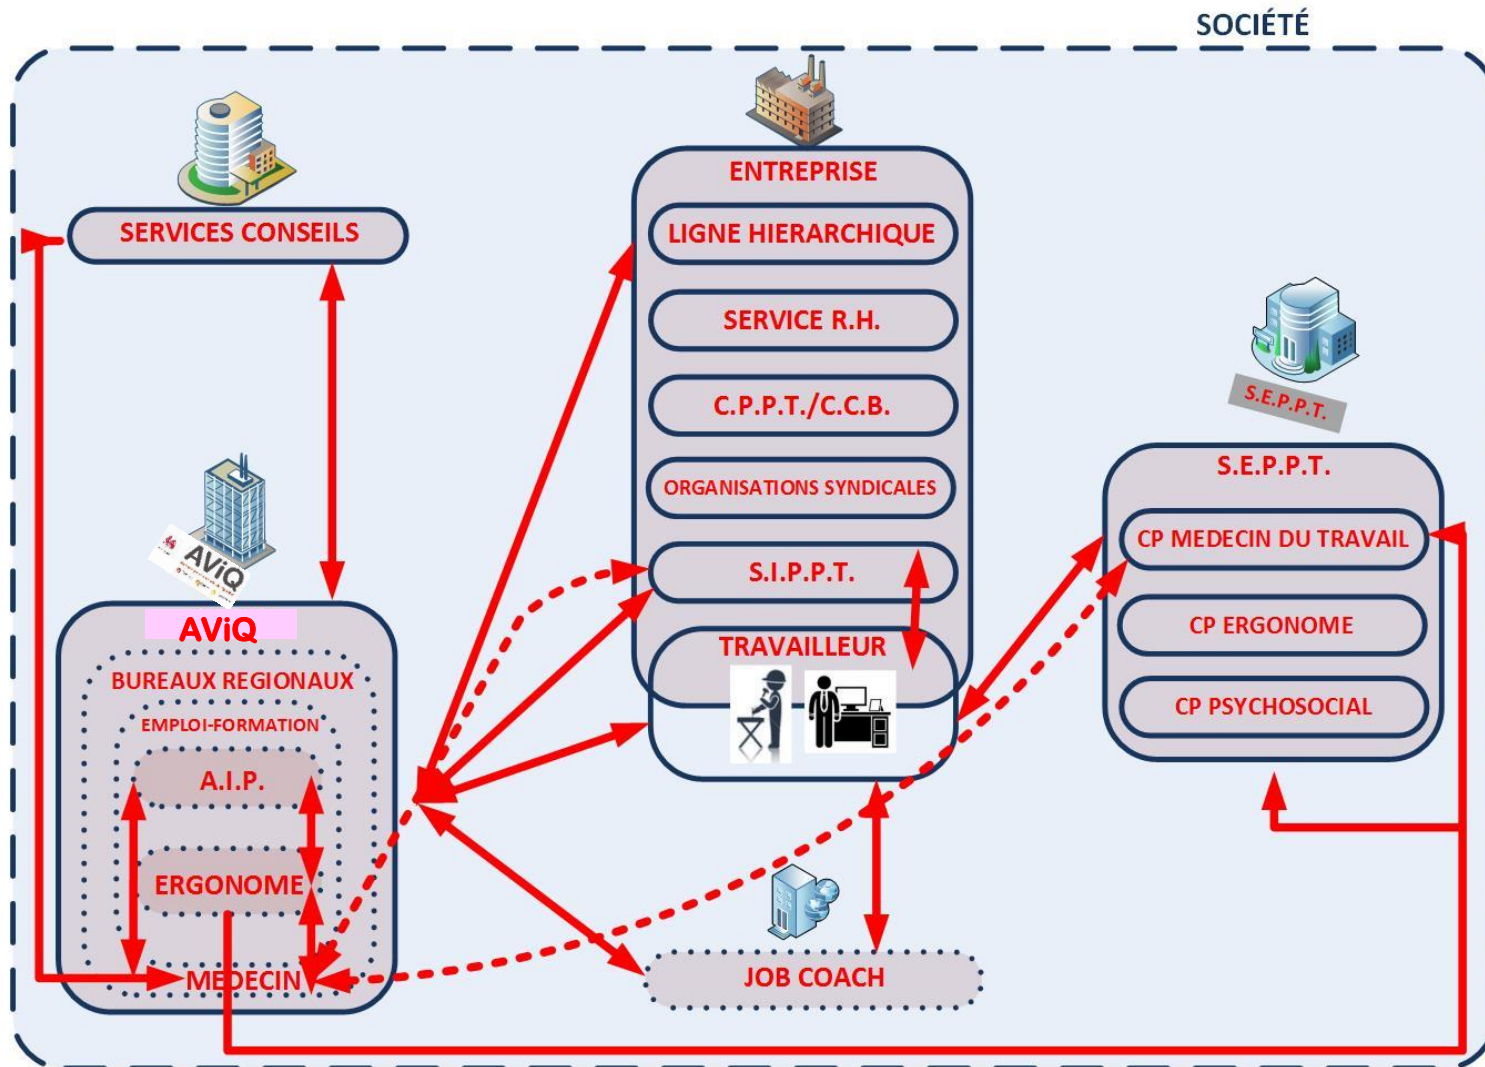 SOCIÉTÉ
SERVICES CONSEILS
ENTREPRISE
LIGNE HIERARCHIQUE
SERVICE R.H.
C.P.P.T./C.C.B.
ORGANISATIONS SYNDICALES
S.I.P.P.T.
TRAVAILLEUR
S.E.P.P.T.
S.E.P.P.T.
CP MEDECIN DU TRAVAIL
CP ERGONOME
CP PSYCHOSOCIAL
AViQ
AViQ
BUREAUX REGIONAUX
EMPLOI-FORMATION
A.I.P.
ERGONOME
MEDECIN
JOB COACH